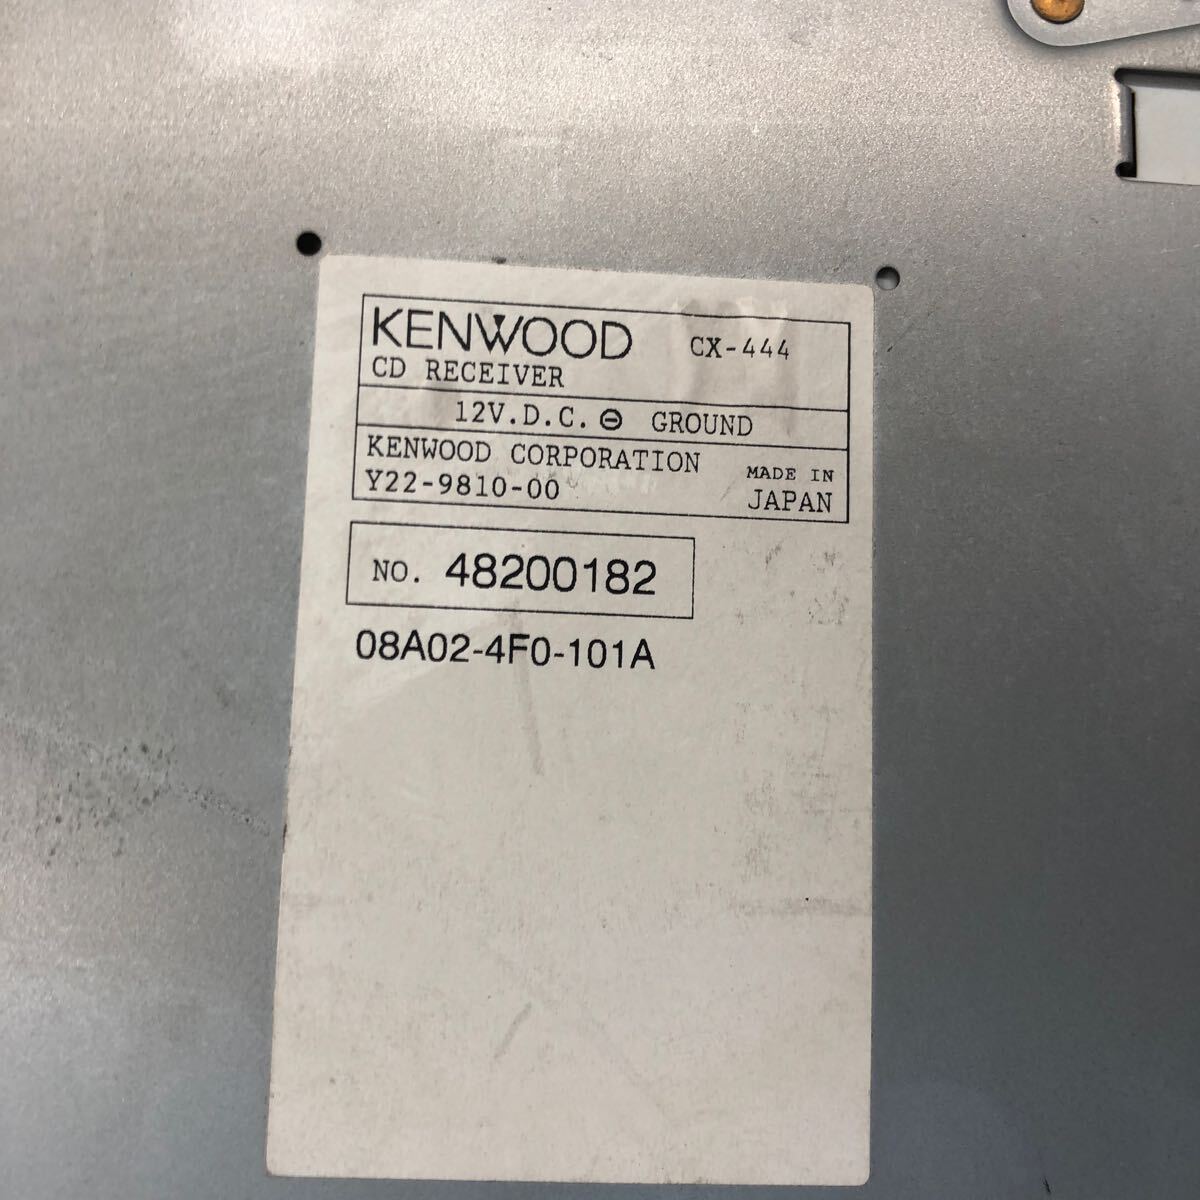 KENWOOD CX-444
CD RECEIVER
12V.D.C. ⊖ GROUND
KENWOOD CORPORATION MADE IN
Y22-9810-00 JAPAN
NO. 48200182
08A02-4F0-101A